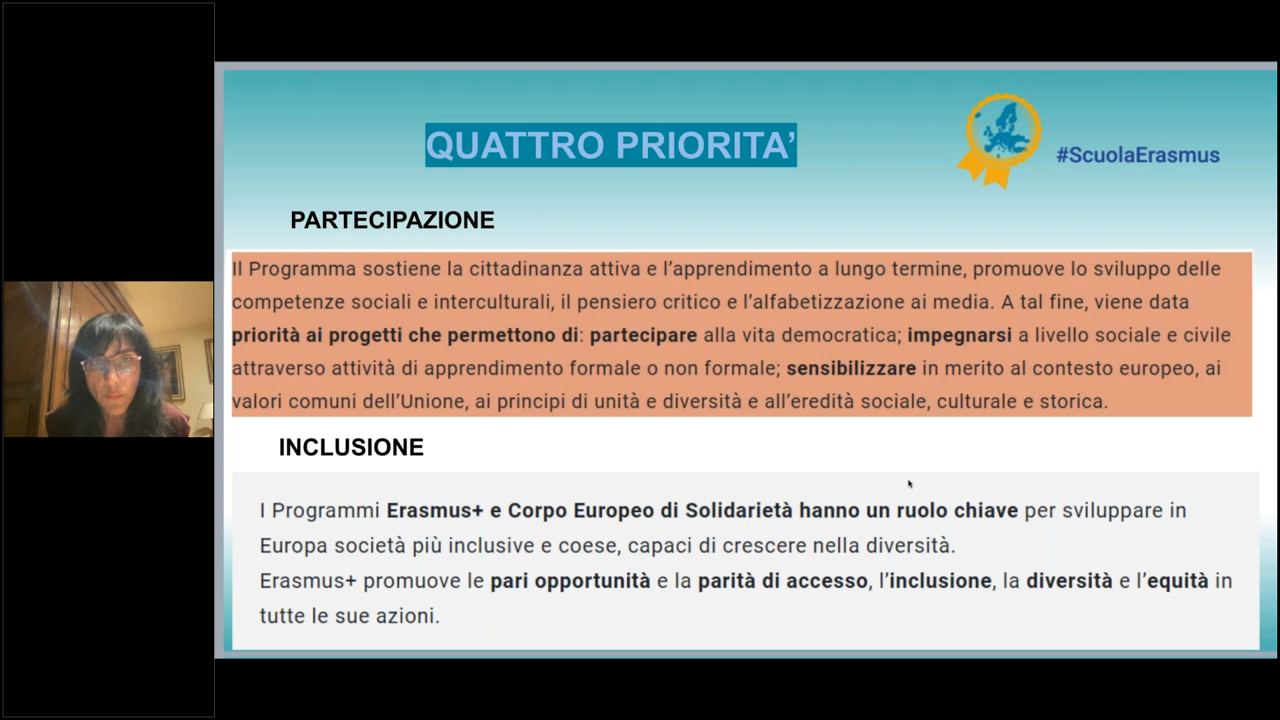 QUATTRO PRIORITA’
#ScuolaErasmus
PARTECIPAZIONE
Il Programma sostiene la cittadinanza attiva e l’apprendimento a lungo termine, promuove lo sviluppo delle
competenze sociali e interculturali, il pensiero critico e l’alfabetizzazione ai media. A tal fine, viene data
priorità ai progetti che permettono di: partecipare alla vita democratica; impegnarsi a livello sociale e civile
attraverso attività di apprendimento formale o non formale; sensibilizzare in merito al contesto europeo, ai
valori comuni dell’Unione, ai principi di unità e diversità e all’eredità sociale, culturale e storica.
INCLUSIONE
I Programmi Erasmus+ e Corpo Europeo di Solidarietà hanno un ruolo chiave per sviluppare in
Europa società più inclusive e coese, capaci di crescere nella diversità.
Erasmus+ promuove le pari opportunità e la parità di accesso, l’inclusione, la diversità e l’equità in
tutte le sue azioni.